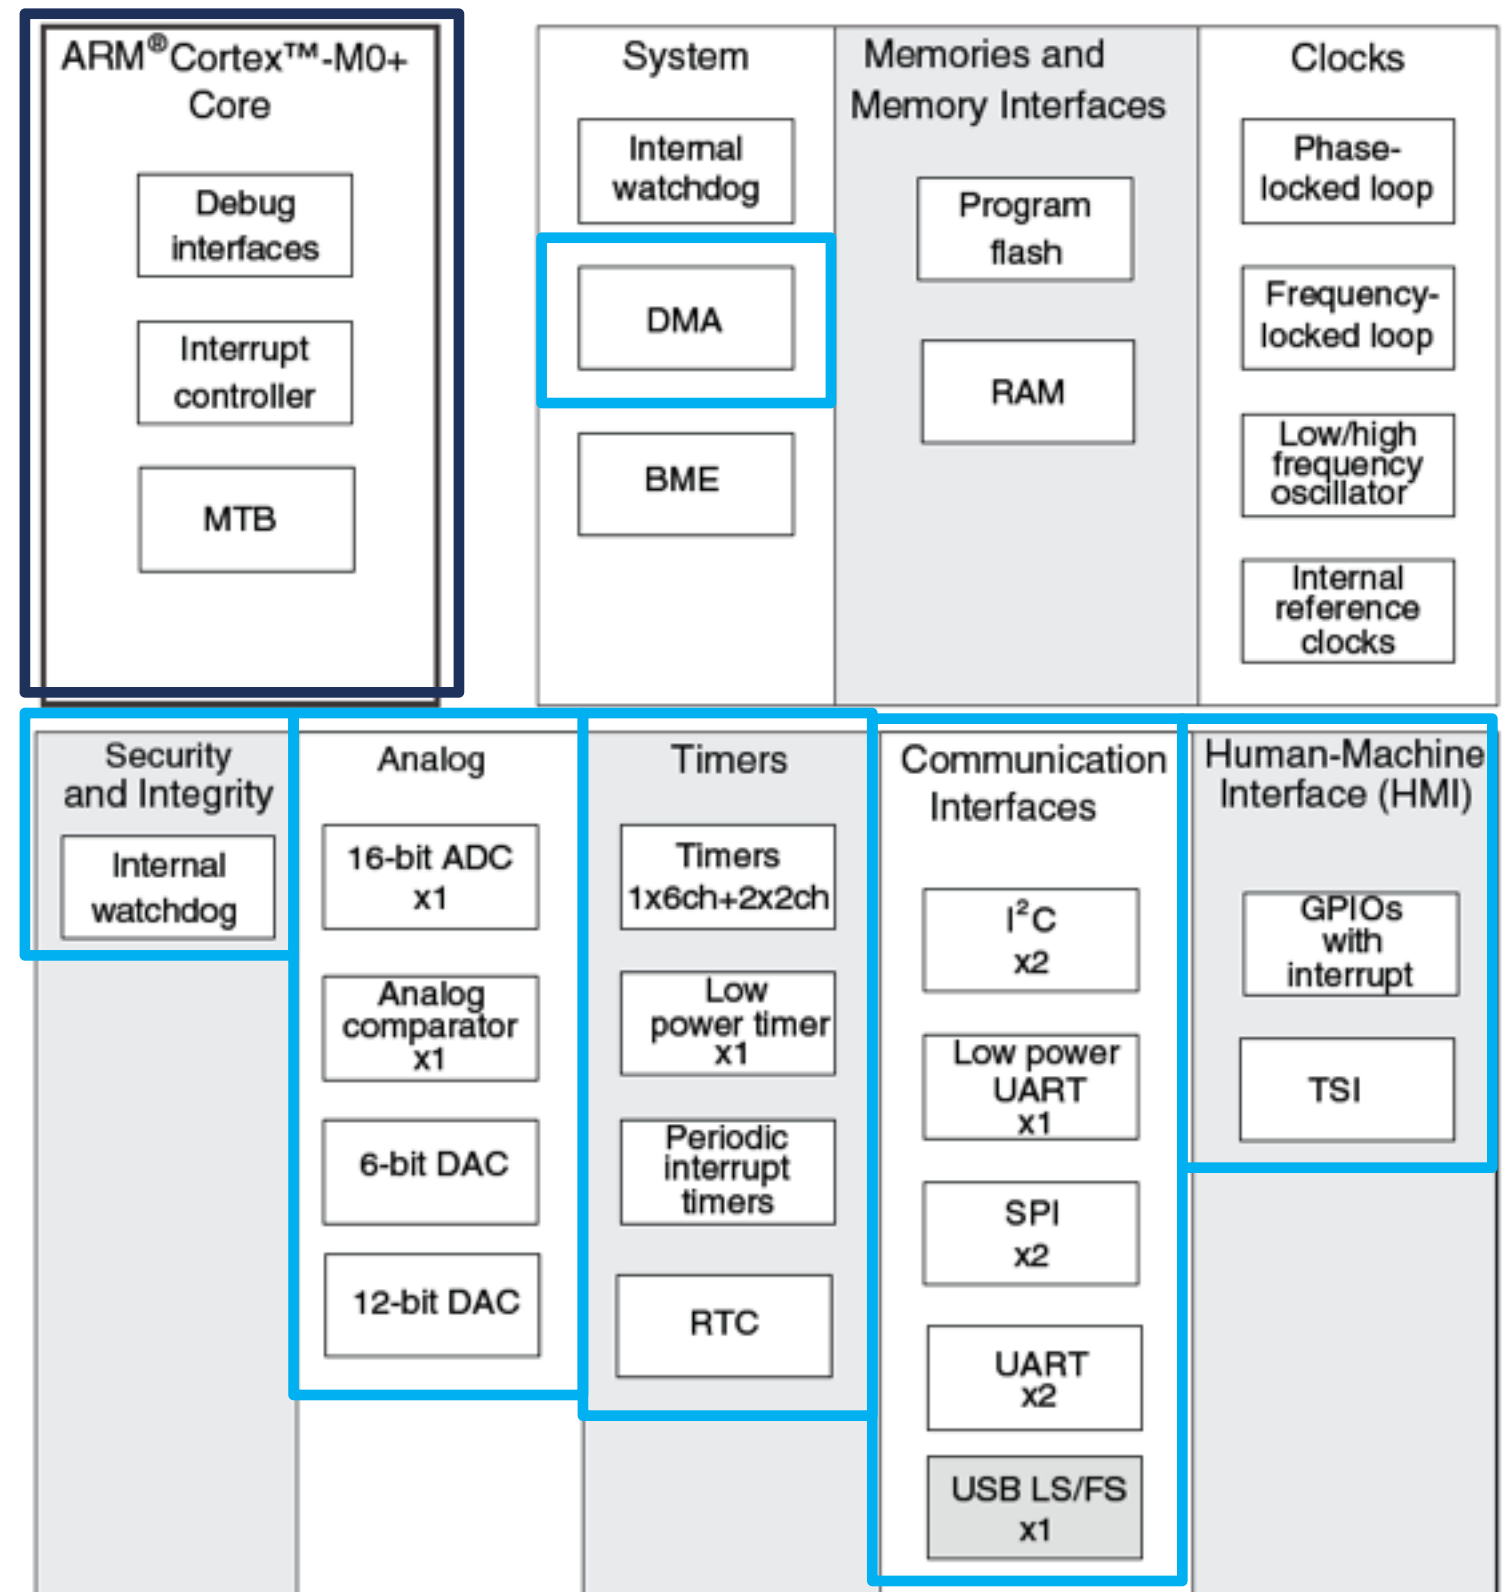 ARM®Cortex™-M0+
Core
Debug
interfaces
Interrupt
controller
MTB
System
Internal
watchdog
DMA
BME
Memories and
Memory Interfaces
Program
flash
RAM
Clocks
Phase-
locked loop
Frequency-
locked loop
Low/high
frequency
oscillator
Internal
reference
clocks
Security
and Integrity
Internal
watchdog
Analog
16-bit ADC
x1
Analog
comparator
x1
6-bit DAC
12-bit DAC
Timers
Timers
1x6ch+2x2ch
Low
power timer
x1
Periodic
interrupt
timers
RTC
Communication
Interfaces
I²C
x2
Low power
UART
x1
SPI
x2
UART
x2
USB LS/FS
x1
Human-Machine
Interface (HMI)
GPIOs
with
interrupt
TSI